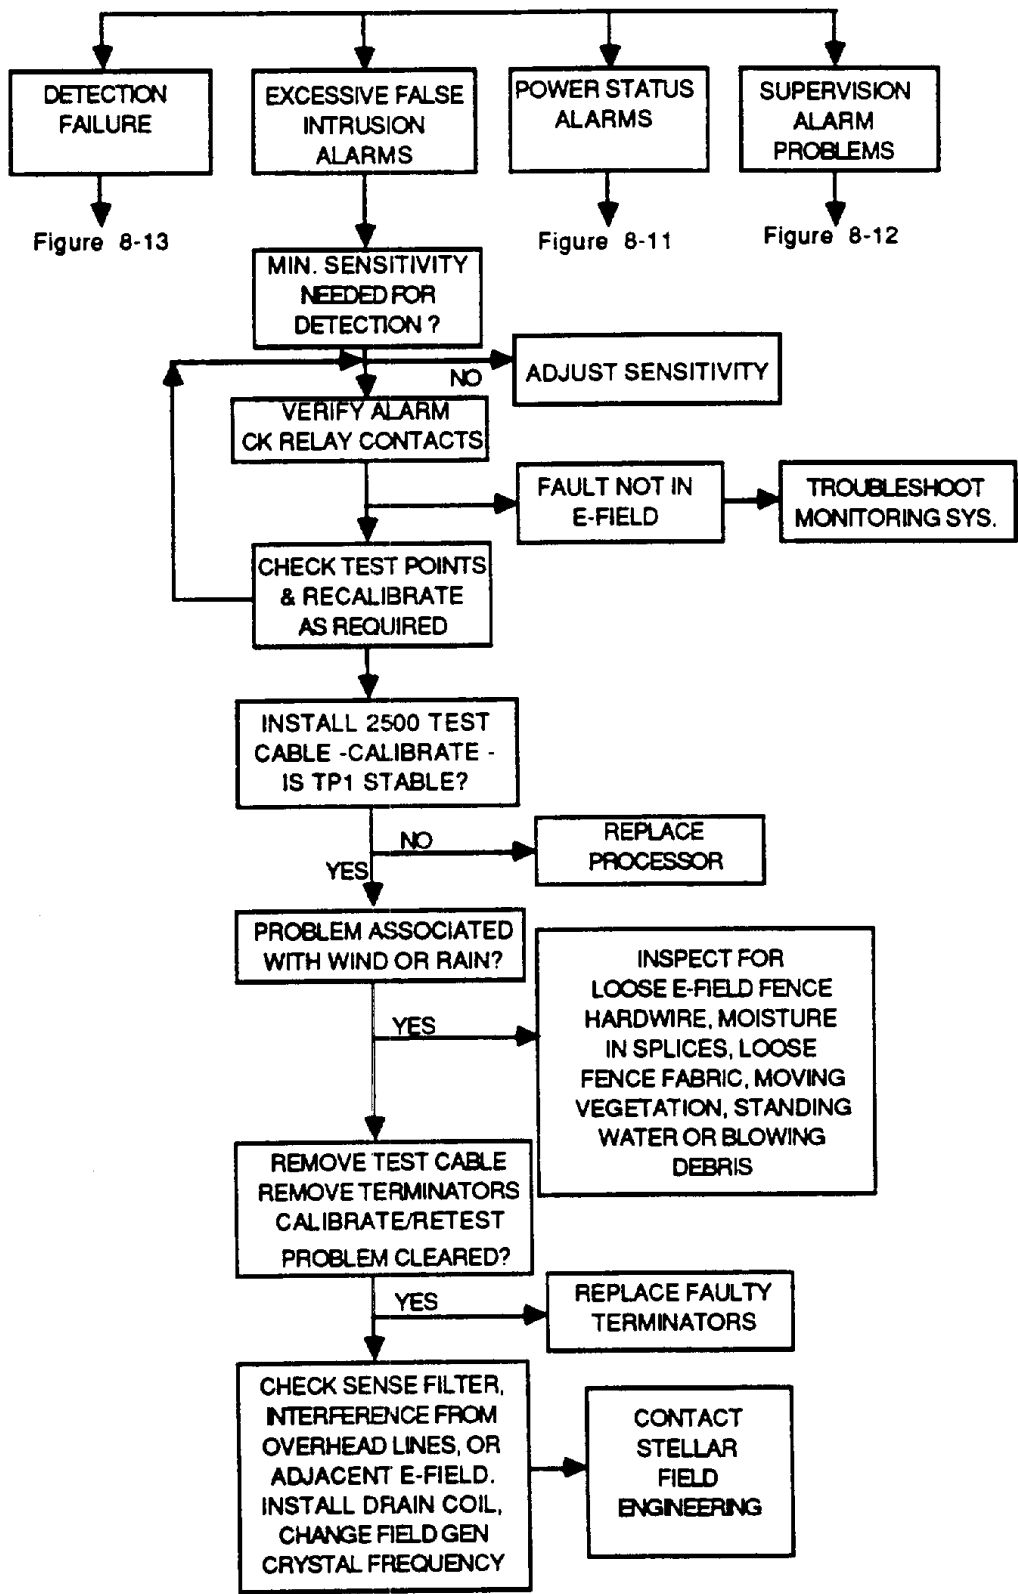 DETECTION
FAILURE
EXCESSIVE FALSE
INTRUSION
ALARMS
POWER STATUS
ALARMS
SUPERVISION
ALARM
PROBLEMS
Figure 8-13
Figure 8-11
Figure 8-12
MIN. SENSITIVITY
NEEDED FOR
DETECTION ?
NO
ADJUST SENSITIVITY
VERIFY ALARM
CK RELAY CONTACTS
FAULT NOT IN
E-FIELD
TROUBLESHOOT
MONITORING SYS.
CHECK TEST POINTS
& RECALIBRATE
AS REQUIRED
INSTALL 2500 TEST
CABLE -CALIBRATE -
IS TP1 STABLE?
NO
REPLACE
PROCESSOR
YES
PROBLEM ASSOCIATED
WITH WIND OR RAIN?
YES
INSPECT FOR
LOOSE E-FIELD FENCE
HARDWIRE, MOISTURE
IN SPLICES, LOOSE
FENCE FABRIC, MOVING
VEGETATION, STANDING
WATER OR BLOWING
DEBRIS
REMOVE TEST CABLE
REMOVE TERMINATORS
CALIBRATE/RETEST
PROBLEM CLEARED?
YES
REPLACE FAULTY
TERMINATORS
CHECK SENSE FILTER,
INTERFERENCE FROM
OVERHEAD LINES, OR
ADJACENT E-FIELD.
INSTALL DRAIN COIL,
CHANGE FIELD GEN
CRYSTAL FREQUENCY
CONTACT
STELLAR
FIELD
ENGINEERING